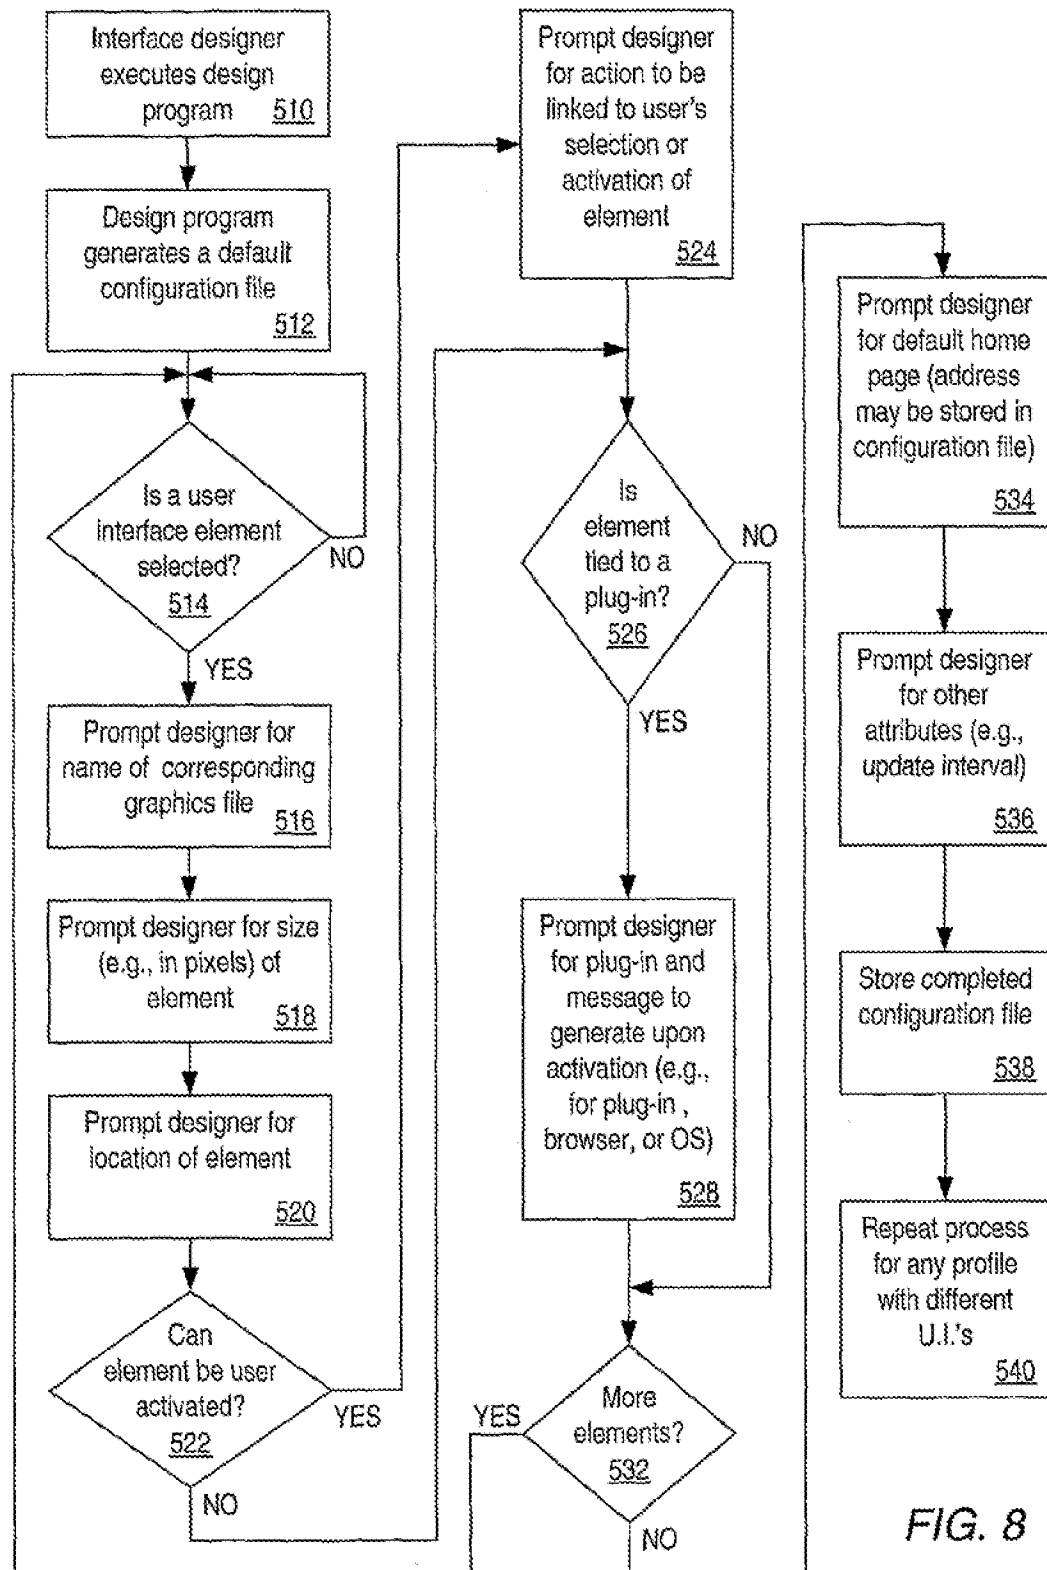 Interface designer
executes design
program 510
Design program
generates a default
configuration file
512
Is a user
interface element
selected?
514
NO
YES
Prompt designer for
name of corresponding
graphics file
516
Prompt designer for size
(e.g., in pixels) of
element
518
Prompt designer for
location of element
520
Can
element be user
activated?
522
YES
NO
Prompt designer
for action to be
linked to user's
selection or
activation of
element
524
Is
element
tied to a
plug-in?
526
NO
YES
Prompt designer
for plug-in and
message to
generate upon
activation (e.g.,
for plug-in ,
browser, or OS)
528
More
elements?
532
YES
NO
Prompt designer
for default home
page (address
may be stored in
configuration file)
534
Prompt designer
for other
attributes (e.g.,
update interval)
536
Store completed
configuration file
538
Repeat process
for any profile
with different
U.I.'s
540
FIG. 8